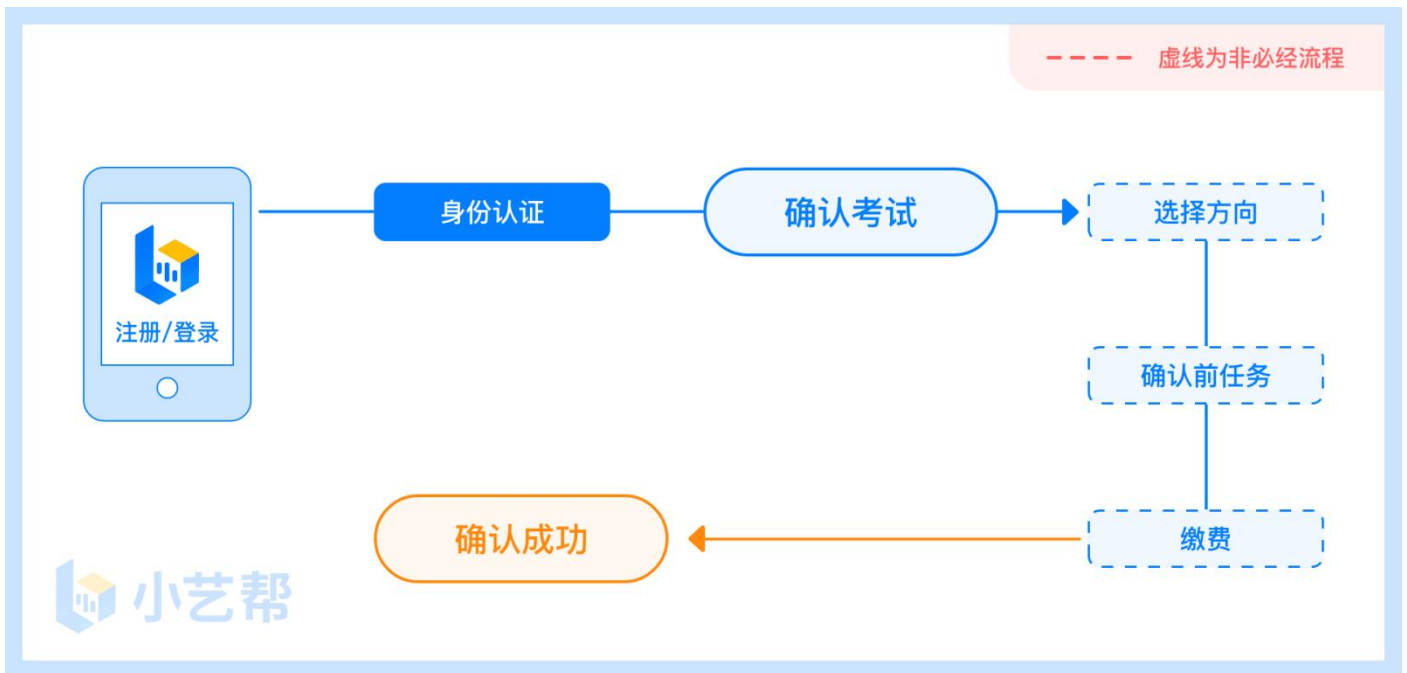 虚线为非必经流程
身份认证
确认考试
选择方向
注册/登录
确认前任务
确认成功
缴费
小艺帮